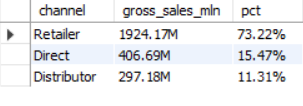 channel gross_sales_mln pct
Retailer 1924.17M 73.22%
Direct 406.69M 15.47%
Distributor 297.18M 11.31%